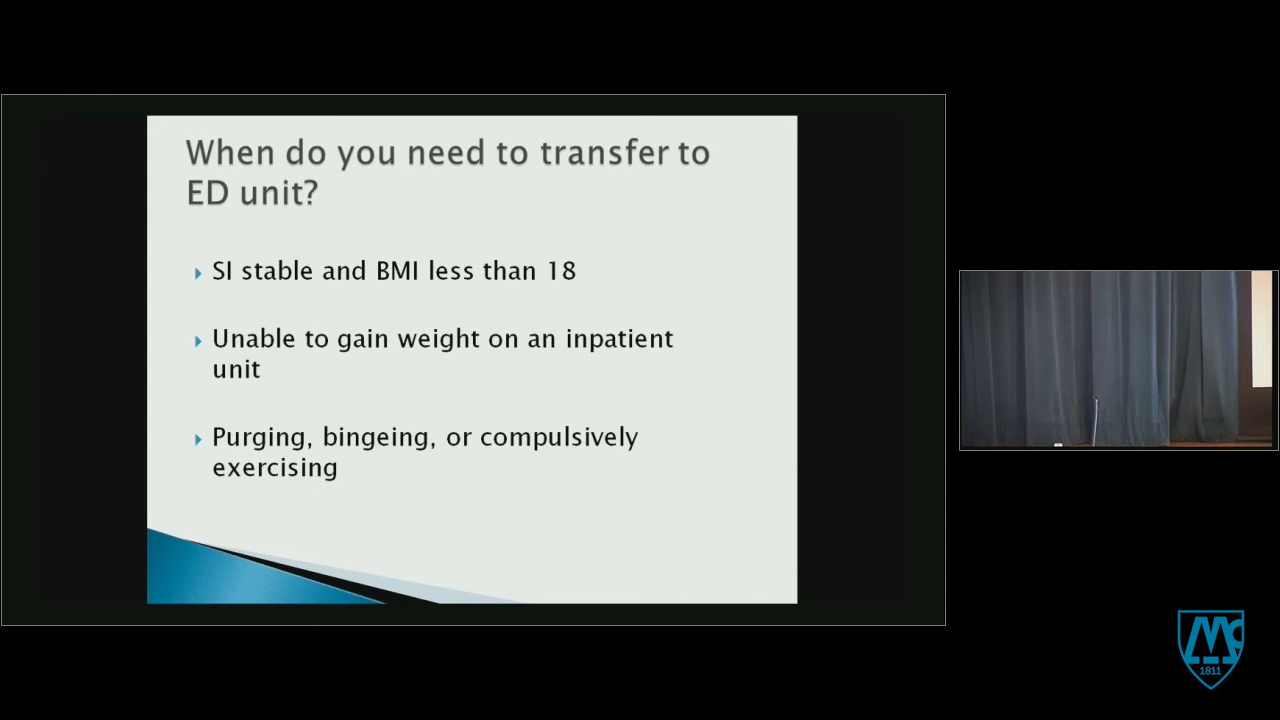 When do you need to transfer to
ED unit?
SI stable and BMI less than 18
Unable to gain weight on an inpatient
unit
Purging, bingeing, or compulsively
exercising
Mc
1811